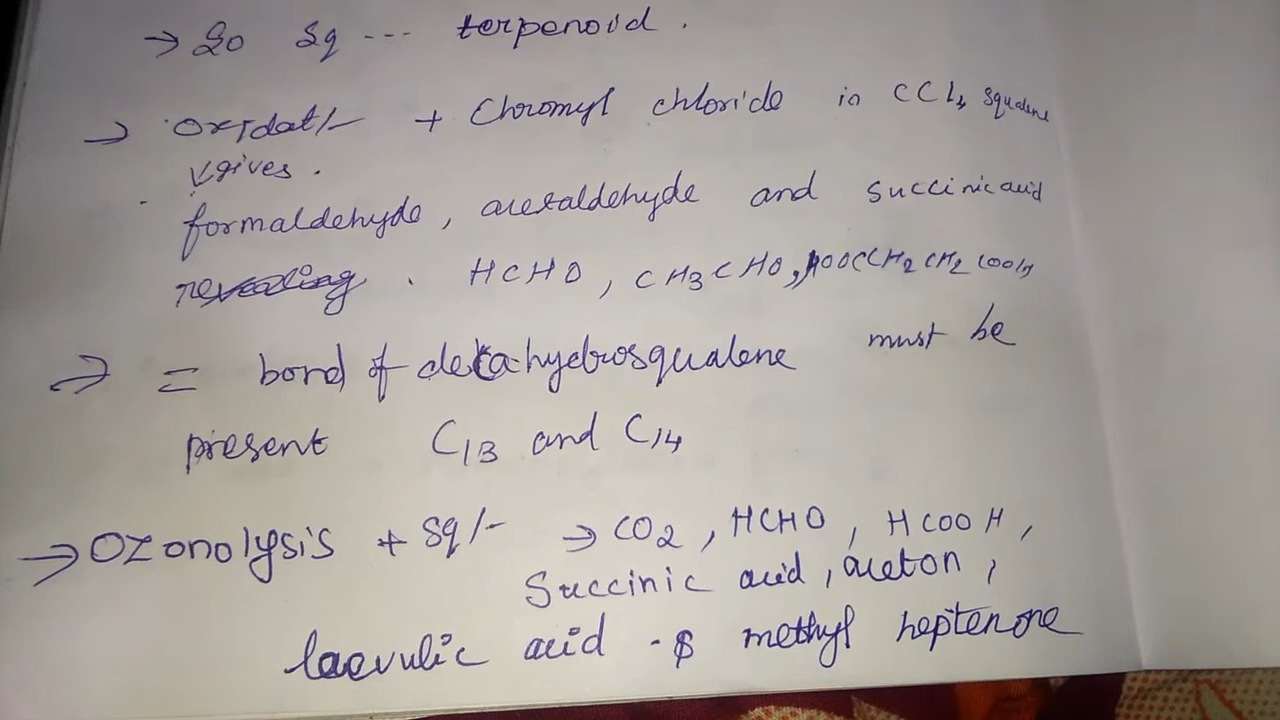 → So Sq --- terpenoid .
→ Oxidat/- + Chromyl chloride in CCl4 squalene
gives .
formaldehyde, acetaldehyde and succinic acid
revealing . HCHO , CH3CHO, HOOCCH2CH2COOH
⇒ = bond of decahydrosqualene must be
present C13 and C14
→ Ozonolysis + Sq/- → CO2 , HCHO , HCOOH ,
Succinic acid , aceton ,
laevulic acid - $ methyl heptenone